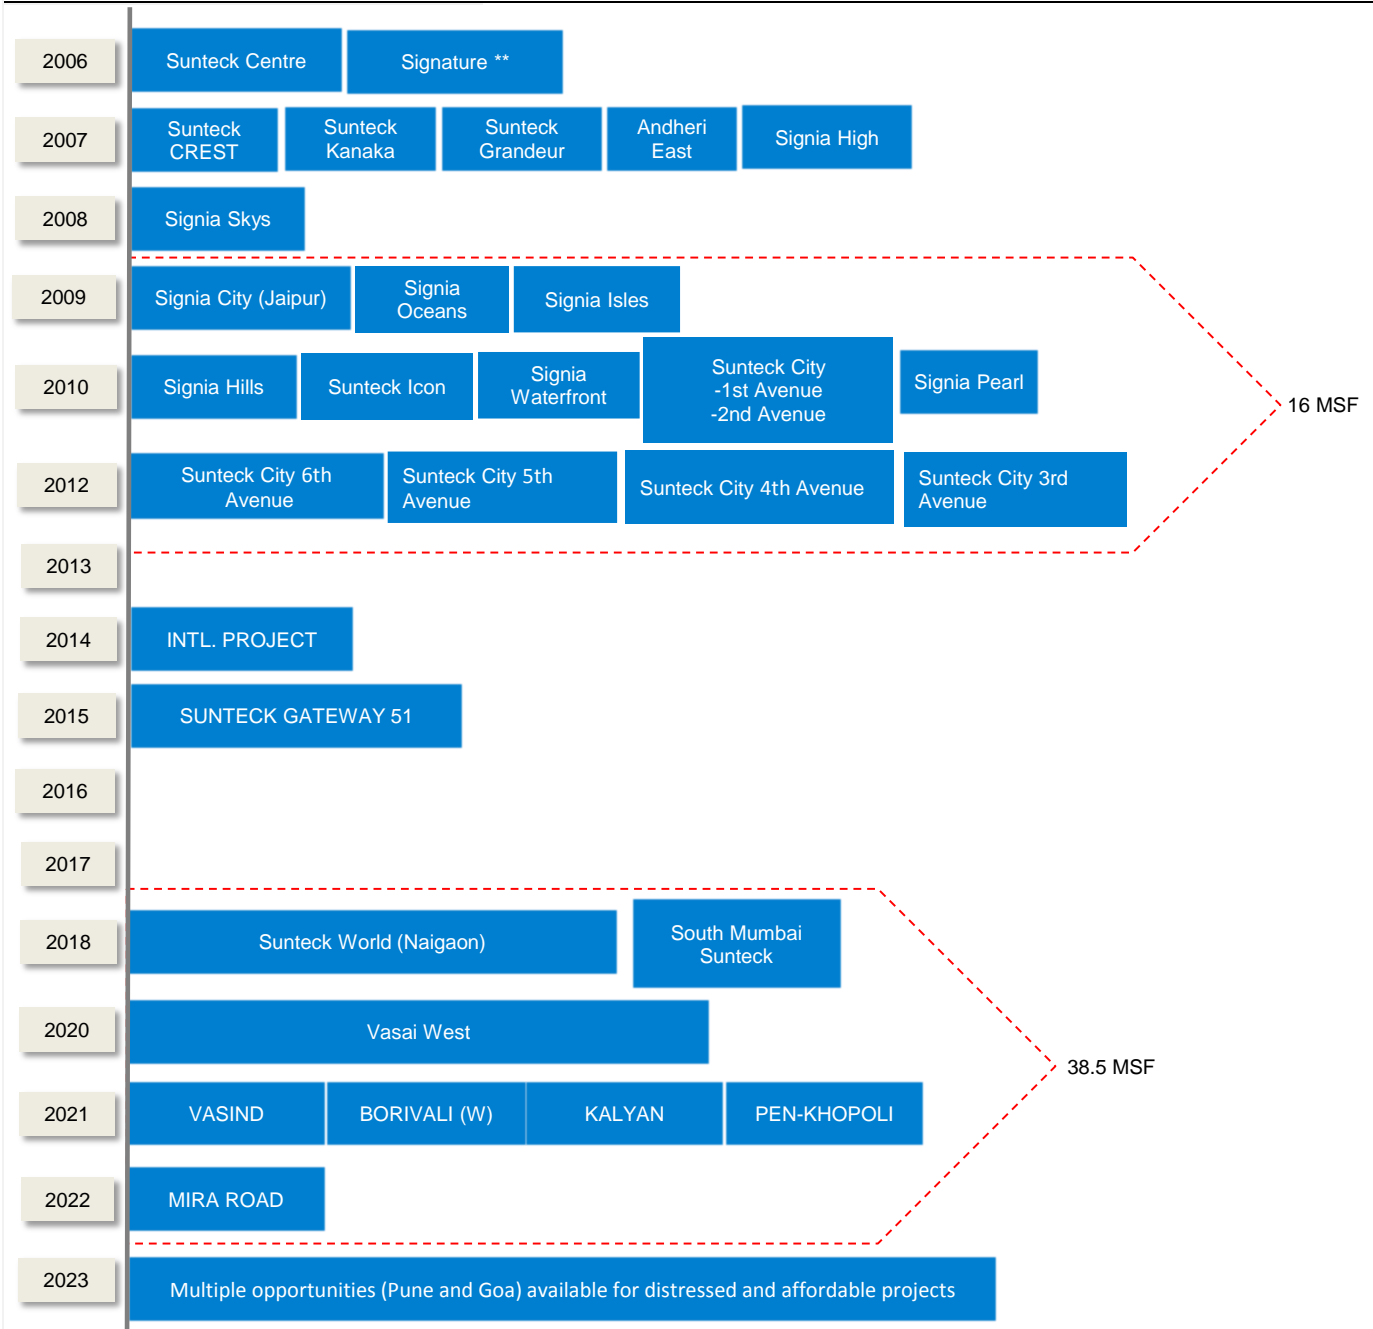 2006
Sunteck Centre
Signature **
2007
Sunteck
CREST
Sunteck
Kanaka
Sunteck
Grandeur
Andheri
East
Signia High
2008
Signia Skys
2009
Signia City (Jaipur)
Signia
Oceans
Signia Isles
2010
Signia Hills
Sunteck Icon
Signia
Waterfront
Sunteck City
-1st Avenue
-2nd Avenue
Signia Pearl
16 MSF
2012
Sunteck City 6th
Avenue
Sunteck City 5th
Avenue
Sunteck City 4th Avenue
Sunteck City 3rd
Avenue
2013
2014
INTL. PROJECT
2015
SUNTECK GATEWAY 51
2016
2017
2018
Sunteck World (Naigaon)
South Mumbai
Sunteck
2020
Vasai West
38.5 MSF
2021
VASIND
BORIVALI (W)
KALYAN
PEN-KHOPOLI
2022
MIRA ROAD
2023
Multiple opportunities (Pune and Goa) available for distressed and affordable projects